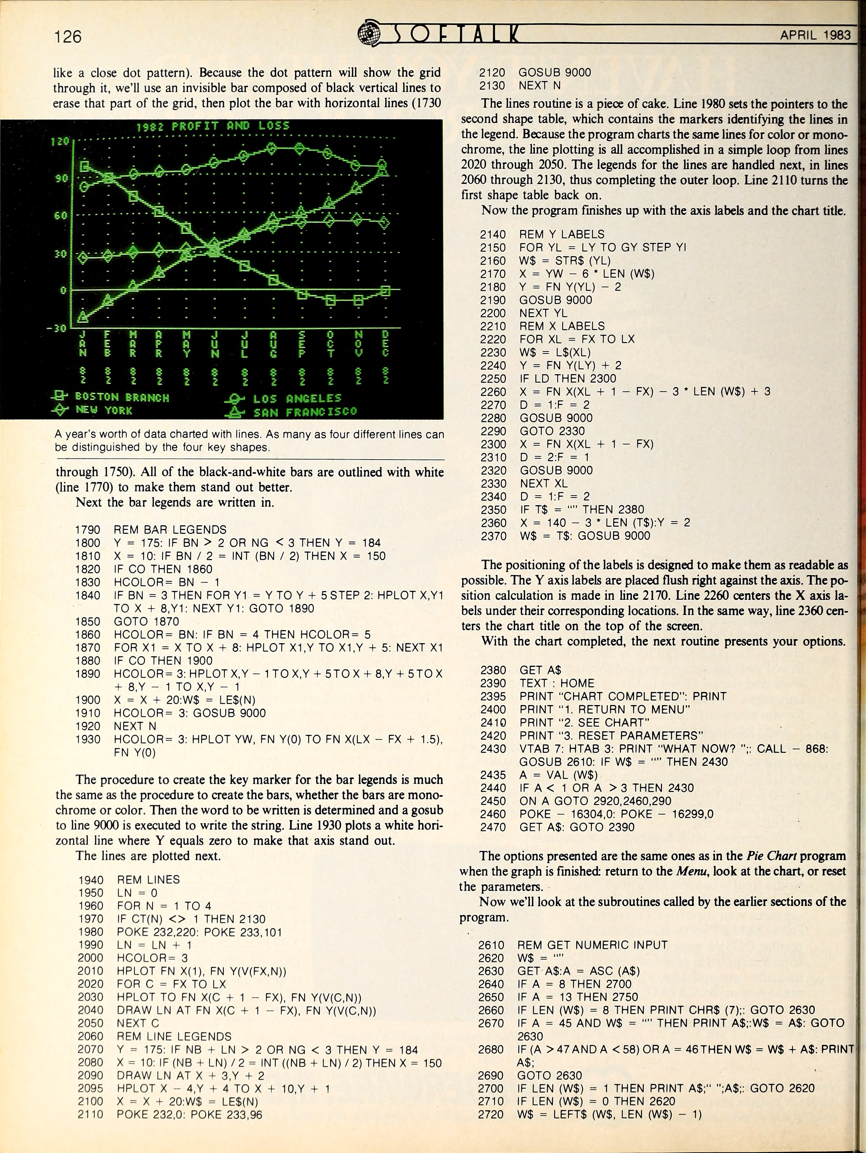 126
SOFTALK
APRIL 1983
like a close dot pattern). Because the dot pattern will show the grid
through it, we'll use an invisible bar composed of black vertical lines to
erase that part of the grid, then plot the bar with horizontal lines (1730
1982 PROFIT AND LOSS
120
90
60
30
0
-30
JAN 82 FEB 82 MAR 82 APR 82 MAY 82 JUN 82 JUL 82 AUG 82 SEP 82 OCT 82 NOV 82 DEC 82
BOSTON BRANCH
LOS ANGELES
NEW YORK
SAN FRANCISCO
A year's worth of data charted with lines. As many as four different lines can
be distinguished by the four key shapes.
through 1750). All of the black-and-white bars are outlined with white
(line 1770) to make them stand out better.
Next the bar legends are written in.
1790 REM BAR LEGENDS
1800 Y = 175: IF BN > 2 OR NG < 3 THEN Y = 184
1810 X = 10: IF BN / 2 = INT (BN / 2) THEN X = 150
1820 IF CO THEN 1860
1830 HCOLOR= BN - 1
1840 IF BN = 3 THEN FOR Y1 = Y TO Y + 5 STEP 2: HPLOT X,Y1
TO X + 8,Y1: NEXT Y1: GOTO 1890
1850 GOTO 1870
1860 HCOLOR= BN: IF BN = 4 THEN HCOLOR= 5
1870 FOR X1 = X TO X + 8: HPLOT X1,Y TO X1,Y + 5: NEXT X1
1880 IF CO THEN 1900
1890 HCOLOR= 3: HPLOT X,Y - 1 TO X,Y + 5 TO X + 8,Y + 5 TO X
+ 8,Y - 1 TO X,Y - 1
1900 X = X + 20:W$ = LE$(N)
1910 HCOLOR= 3: GOSUB 9000
1920 NEXT N
1930 HCOLOR= 3: HPLOT YW, FN Y(0) TO FN X(LX - FX + 1.5),
FN Y(0)
The procedure to create the key marker for the bar legends is much
the same as the procedure to create the bars, whether the bars are mono-
chrome or color. Then the word to be written is determined and a gosub
to line 9000 is executed to write the string. Line 1930 plots a white hori-
zontal line where Y equals zero to make that axis stand out.
The lines are plotted next.
1940 REM LINES
1950 LN = 0
1960 FOR N = 1 TO 4
1970 IF CT(N) <> 1 THEN 2130
1980 POKE 232,220: POKE 233,101
1990 LN = LN + 1
2000 HCOLOR= 3
2010 HPLOT FN X(1), FN Y(V(FX,N))
2020 FOR C = FX TO LX
2030 HPLOT TO FN X(C + 1 - FX), FN Y(V(C,N))
2040 DRAW LN AT FN X(C + 1 - FX), FN Y(V(C,N))
2050 NEXT C
2060 REM LINE LEGENDS
2070 Y = 175: IF NB + LN > 2 OR NG < 3 THEN Y = 184
2080 X = 10: IF (NB + LN) / 2 = INT ((NB + LN) / 2) THEN X = 150
2090 DRAW LN AT X + 3,Y + 2
2095 HPLOT X - 4,Y + 4 TO X + 10,Y + 1
2100 X = X + 20:W$ = LE$(N)
2110 POKE 232,0: POKE 233,96
2120 GOSUB 9000
2130 NEXT N
The lines routine is a piece of cake. Line 1980 sets the pointers to the
second shape table, which contains the markers identifying the lines in
the legend. Because the program charts the same lines for color or mono-
chrome, the line plotting is all accomplished in a simple loop from lines
2020 through 2050. The legends for the lines are handled next, in lines
2060 through 2130, thus completing the outer loop. Line 2110 turns the
first shape table back on.
Now the program finishes up with the axis labels and the chart title.
2140 REM Y LABELS
2150 FOR YL = LY TO GY STEP YI
2160 W$ = STR$ (YL)
2170 X = YW - 6 * LEN (W$)
2180 Y = FN Y(YL) - 2
2190 GOSUB 9000
2200 NEXT YL
2210 REM X LABELS
2220 FOR XL = FX TO LX
2230 W$ = L$(XL)
2240 Y = FN Y(LY) + 2
2250 IF LD THEN 2300
2260 X = FN X(XL + 1 - FX) - 3 * LEN (W$) + 3
2270 D = 1:F = 2
2280 GOSUB 9000
2290 GOTO 2330
2300 X = FN X(XL + 1 - FX)
2310 D = 2:F = 1
2320 GOSUB 9000
2330 NEXT XL
2340 D = 1:F = 2
2350 IF T$ = "" THEN 2380
2360 X = 140 - 3 * LEN (T$):Y = 2
2370 W$ = T$: GOSUB 9000
The positioning of the labels is designed to make them as readable as
possible. The Y axis labels are placed flush right against the axis. The po-
sition calculation is made in line 2170. Line 2260 centers the X axis la-
bels under their corresponding locations. In the same way, line 2360 cen-
ters the chart title on the top of the screen.
With the chart completed, the next routine presents your options.
2380 GET A$
2390 TEXT : HOME
2395 PRINT "CHART COMPLETED": PRINT
2400 PRINT "1. RETURN TO MENU"
2410 PRINT "2. SEE CHART"
2420 PRINT "3. RESET PARAMETERS"
2430 VTAB 7: HTAB 3: PRINT "WHAT NOW? ";: CALL - 868:
GOSUB 2610: IF W$ = "" THEN 2430
2435 A = VAL (W$)
2440 IF A < 1 OR A > 3 THEN 2430
2450 ON A GOTO 2920,2460,290
2460 POKE - 16304,0: POKE - 16299,0
2470 GET A$: GOTO 2390
The options presented are the same ones as in the Pie Chart program
when the graph is finished: return to the Menu, look at the chart, or reset
the parameters.
Now we'll look at the subroutines called by the earlier sections of the
program.
2610 REM GET NUMERIC INPUT
2620 W$ = ""
2630 GET A$:A = ASC (A$)
2640 IF A = 8 THEN 2700
2650 IF A = 13 THEN 2750
2660 IF LEN (W$) = 8 THEN PRINT CHR$ (7);: GOTO 2630
2670 IF A = 45 AND W$ = "" THEN PRINT A$;:W$ = A$: GOTO
2630
2680 IF (A > 47 AND A < 58) OR A = 46 THEN W$ = W$ + A$: PRINT
A$;
2690 GOTO 2630
2700 IF LEN (W$) = 1 THEN PRINT A$;" ";A$;: GOTO 2620
2710 IF LEN (W$) = 0 THEN 2620
2720 W$ = LEFT$ (W$, LEN (W$) - 1)